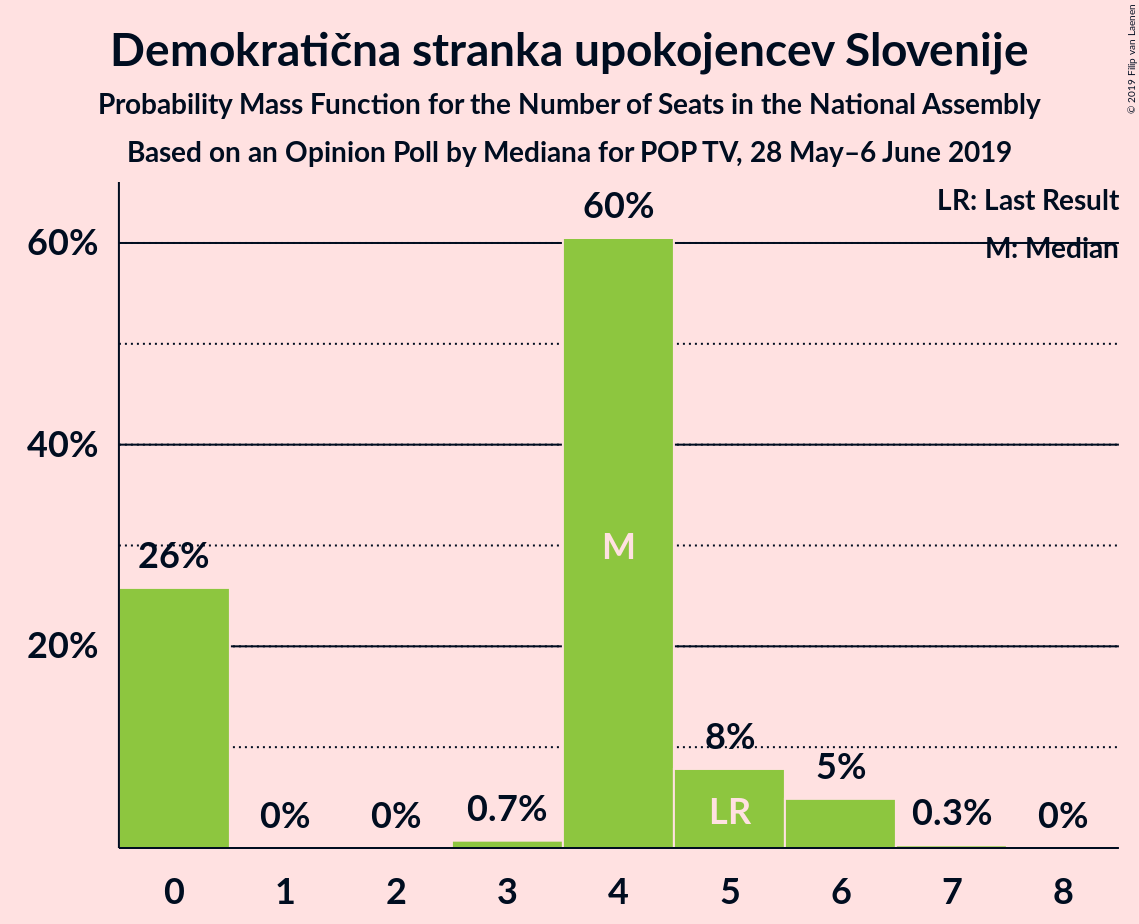 Demokratična stranka upokojencev Slovenije
Probability Mass Function for the Number of Seats in the National Assembly
Based on an Opinion Poll by Mediana for POP TV, 28 May–6 June 2019
© 2019 Filip van Laenen
LR: Last Result
M: Median
60%
40%
20%
26%
0%
0%
0.7%
60%
8%
5%
0.3%
0%
M
LR
0 1 2 3 4 5 6 7 8